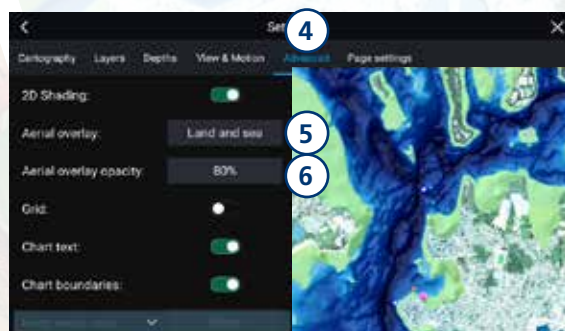 Set
4
Cartography Layers Depths View & Motion Advanced Page settings
2D Shading:
Aerial overlay: Land and sea 5
Aerial overlay opacity: 80% 6
Grid:
Chart text:
Chart boundaries: